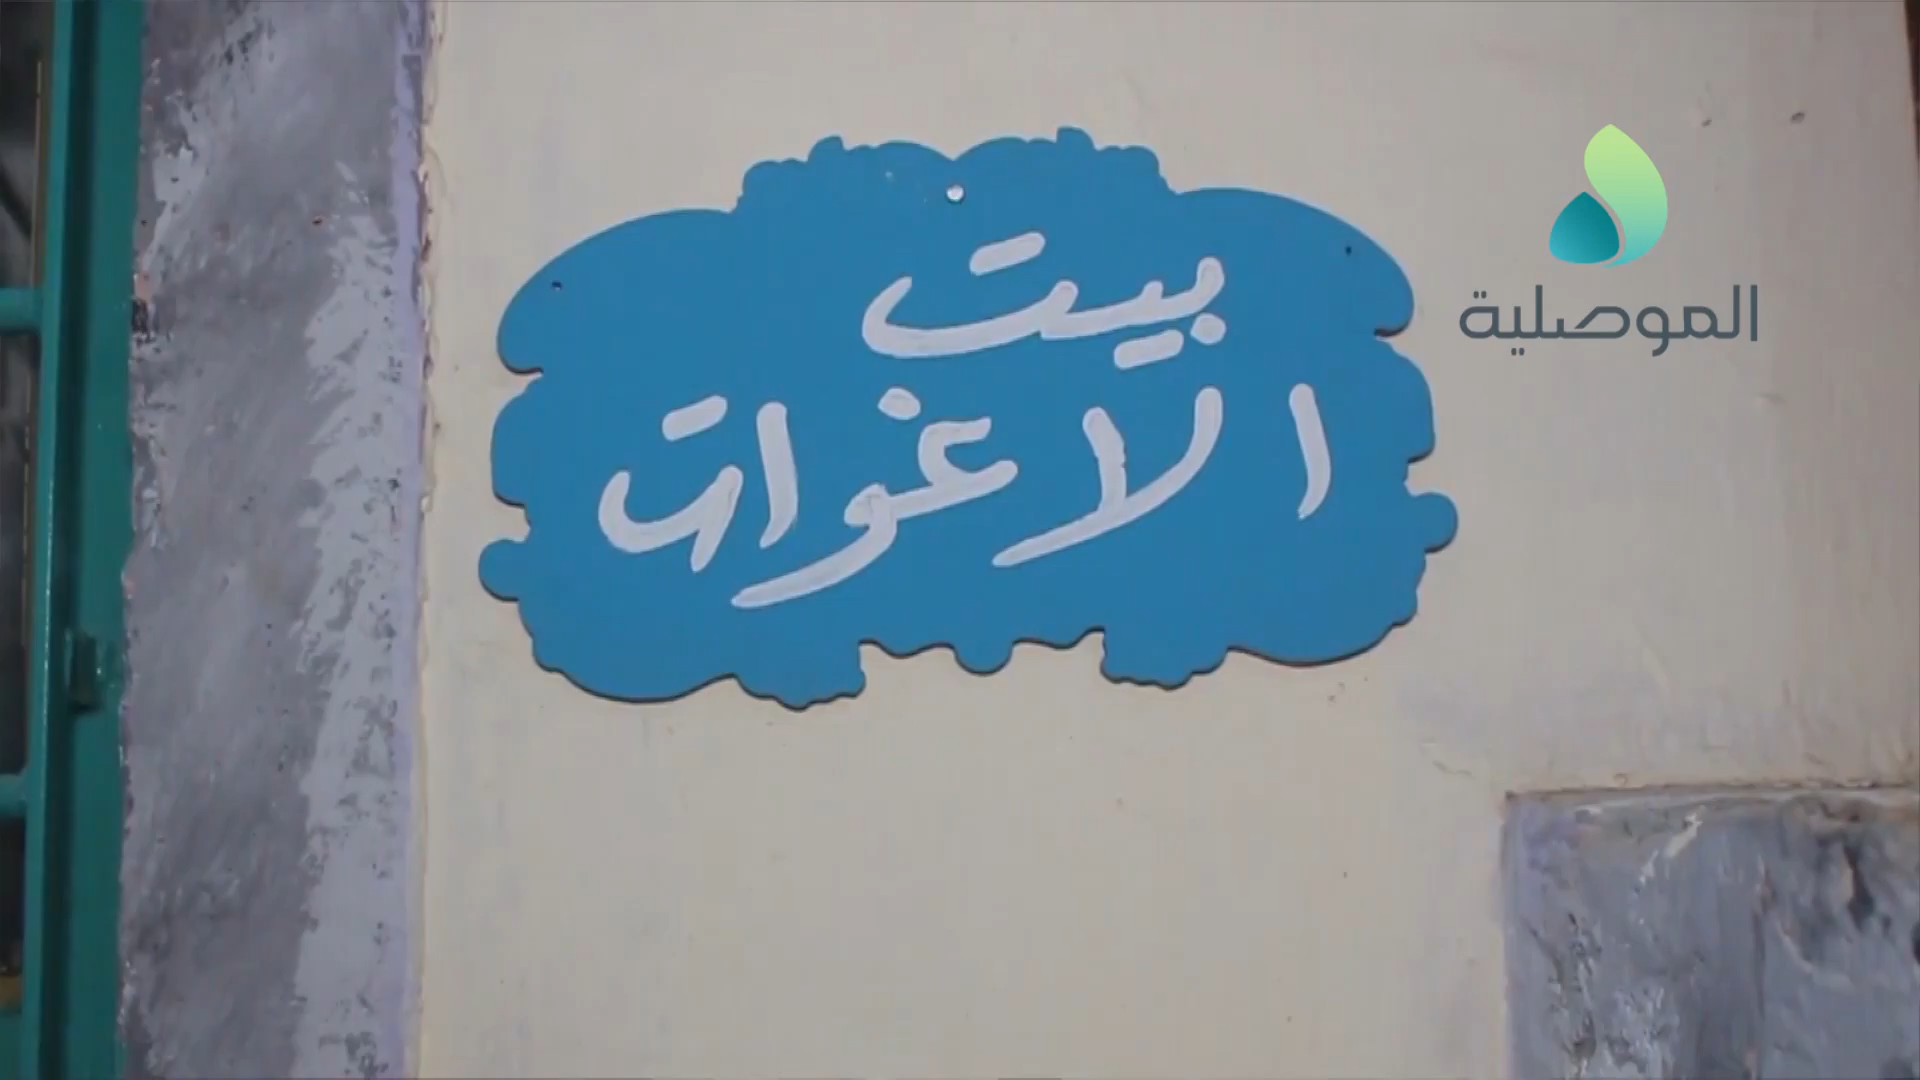 بيت
الاغوات
الموصلية